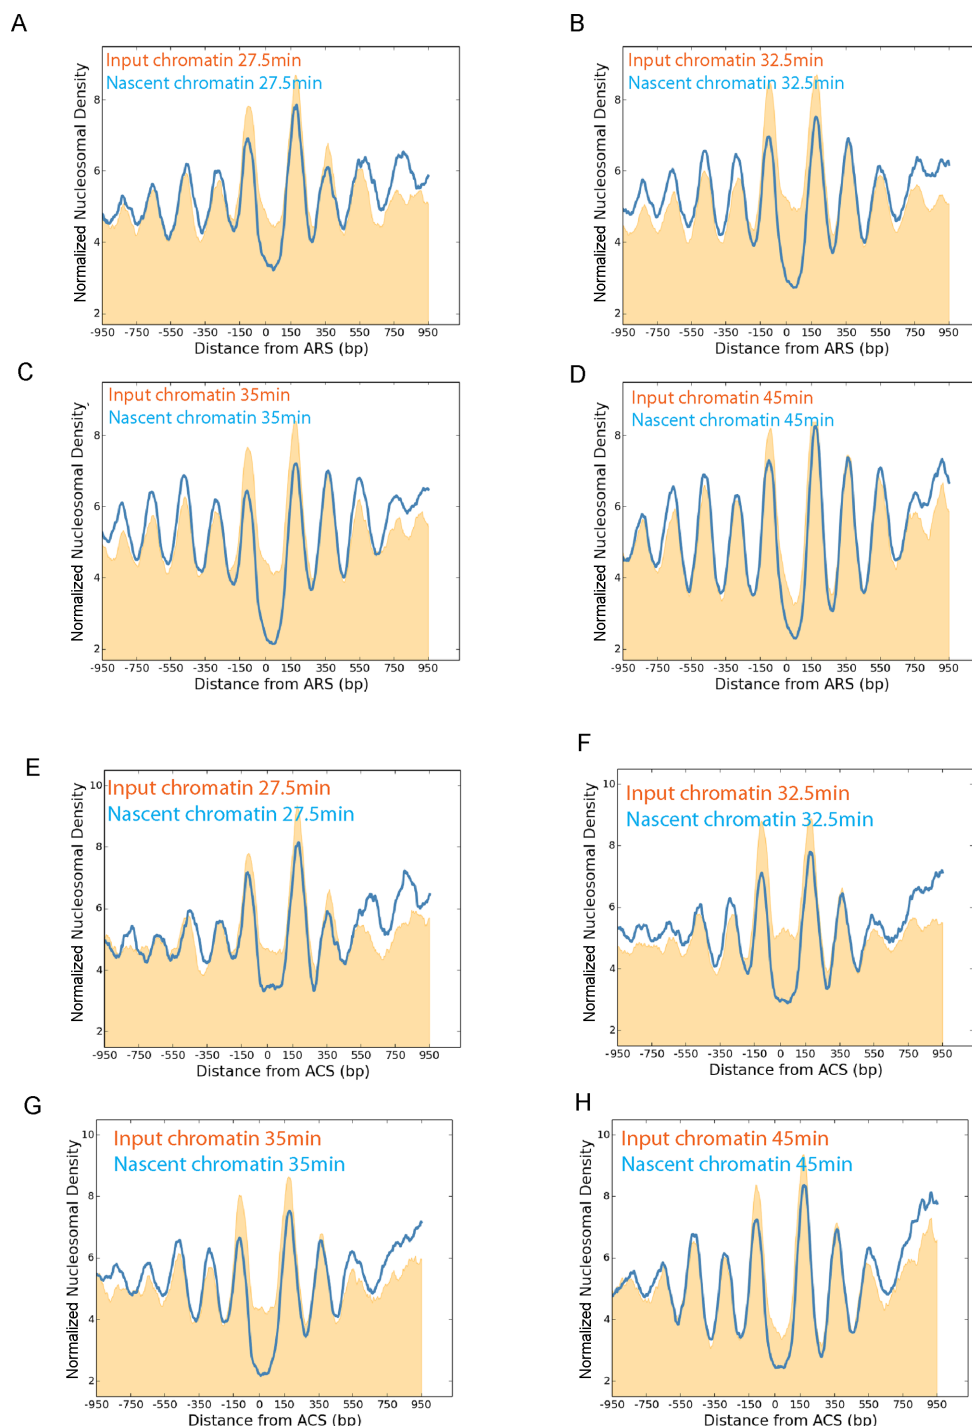 A
Input chromatin 27.5min
Nascent chromatin 27.5min
Normalized Nucleosomal Density
8
6
4
2
-950 -750 -550 -350 -150 0 150 350 550 750 950
Distance from ARS (bp)
B
Input chromatin 32.5min
Nascent chromatin 32.5min
Normalized Nucleosomal Density
8
6
4
2
-950 -750 -550 -350 -150 0 150 350 550 750 950
Distance from ARS (bp)
C
Input chromatin 35min
Nascent chromatin 35min
Normalized Nucleosomal Density
8
6
4
2
-950 -750 -550 -350 -150 0 150 350 550 750 950
Distance from ARS (bp)
D
Input chromatin 45min
Nascent chromatin 45min
Normalized Nucleosomal Density
8
6
4
2
-950 -750 -550 -350 -150 0 150 350 550 750 950
Distance from ARS (bp)
E
Input chromatin 27.5min
Nascent chromatin 27.5min
Normalized Nucleosomal Density
10
8
6
4
2
-950 -750 -550 -350 -150 0 150 350 550 750 950
Distance from ACS (bp)
F
Input chromatin 32.5min
Nascent chromatin 32.5min
Normalized Nucleosomal Density
10
8
6
4
2
-950 -750 -550 -350 -150 0 150 350 550 750 950
Distance from ACS (bp)
G
Input chromatin 35min
Nascent chromatin 35min
Normalized Nucleosomal Density
10
8
6
4
2
-950 -750 -550 -350 -150 0 150 350 550 750 950
Distance from ACS (bp)
H
Input chromatin 45min
Nascent chromatin 45min
Normalized Nucleosomal Density
10
8
6
4
2
-950 -750 -550 -350 -150 0 150 350 550 750 950
Distance from ACS (bp)